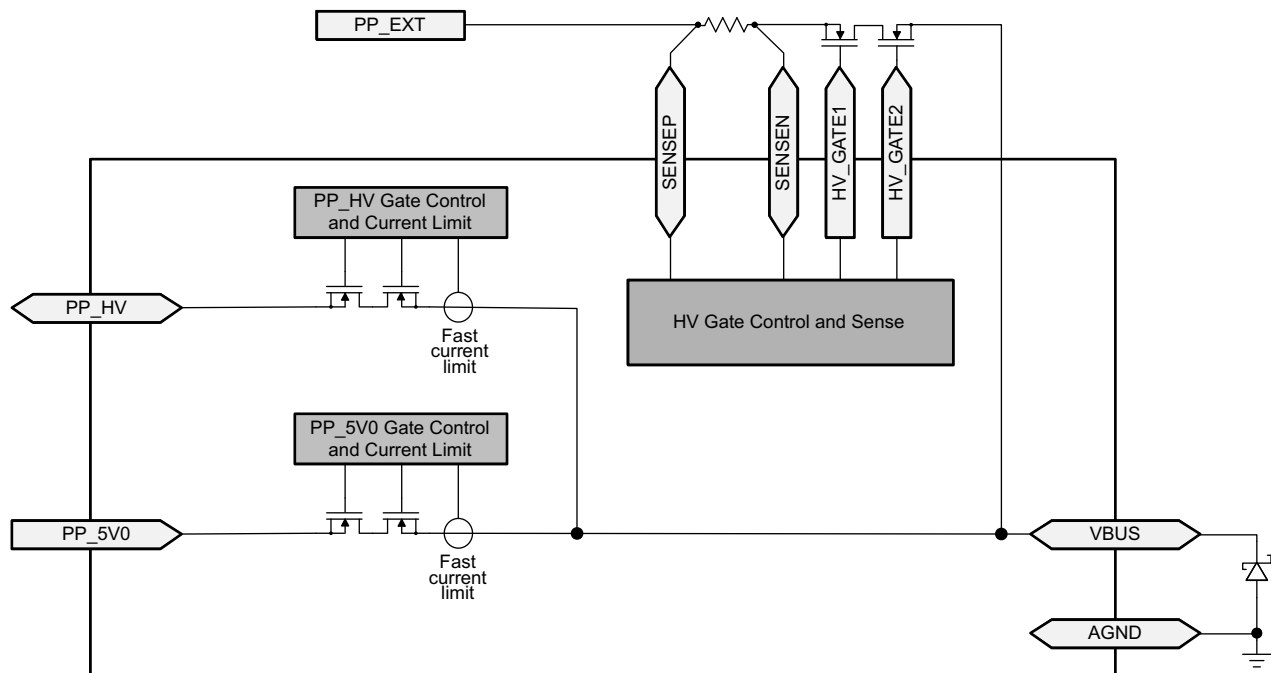 PP_EXT
SENSEP
SENSEN
HV_GATE1
HV_GATE2
PP_HV Gate Control
and Current Limit
PP_HV
Fast
current
limit
HV Gate Control and Sense
PP_5V0 Gate Control
and Current Limit
PP_5V0
Fast
current
limit
VBUS
AGND